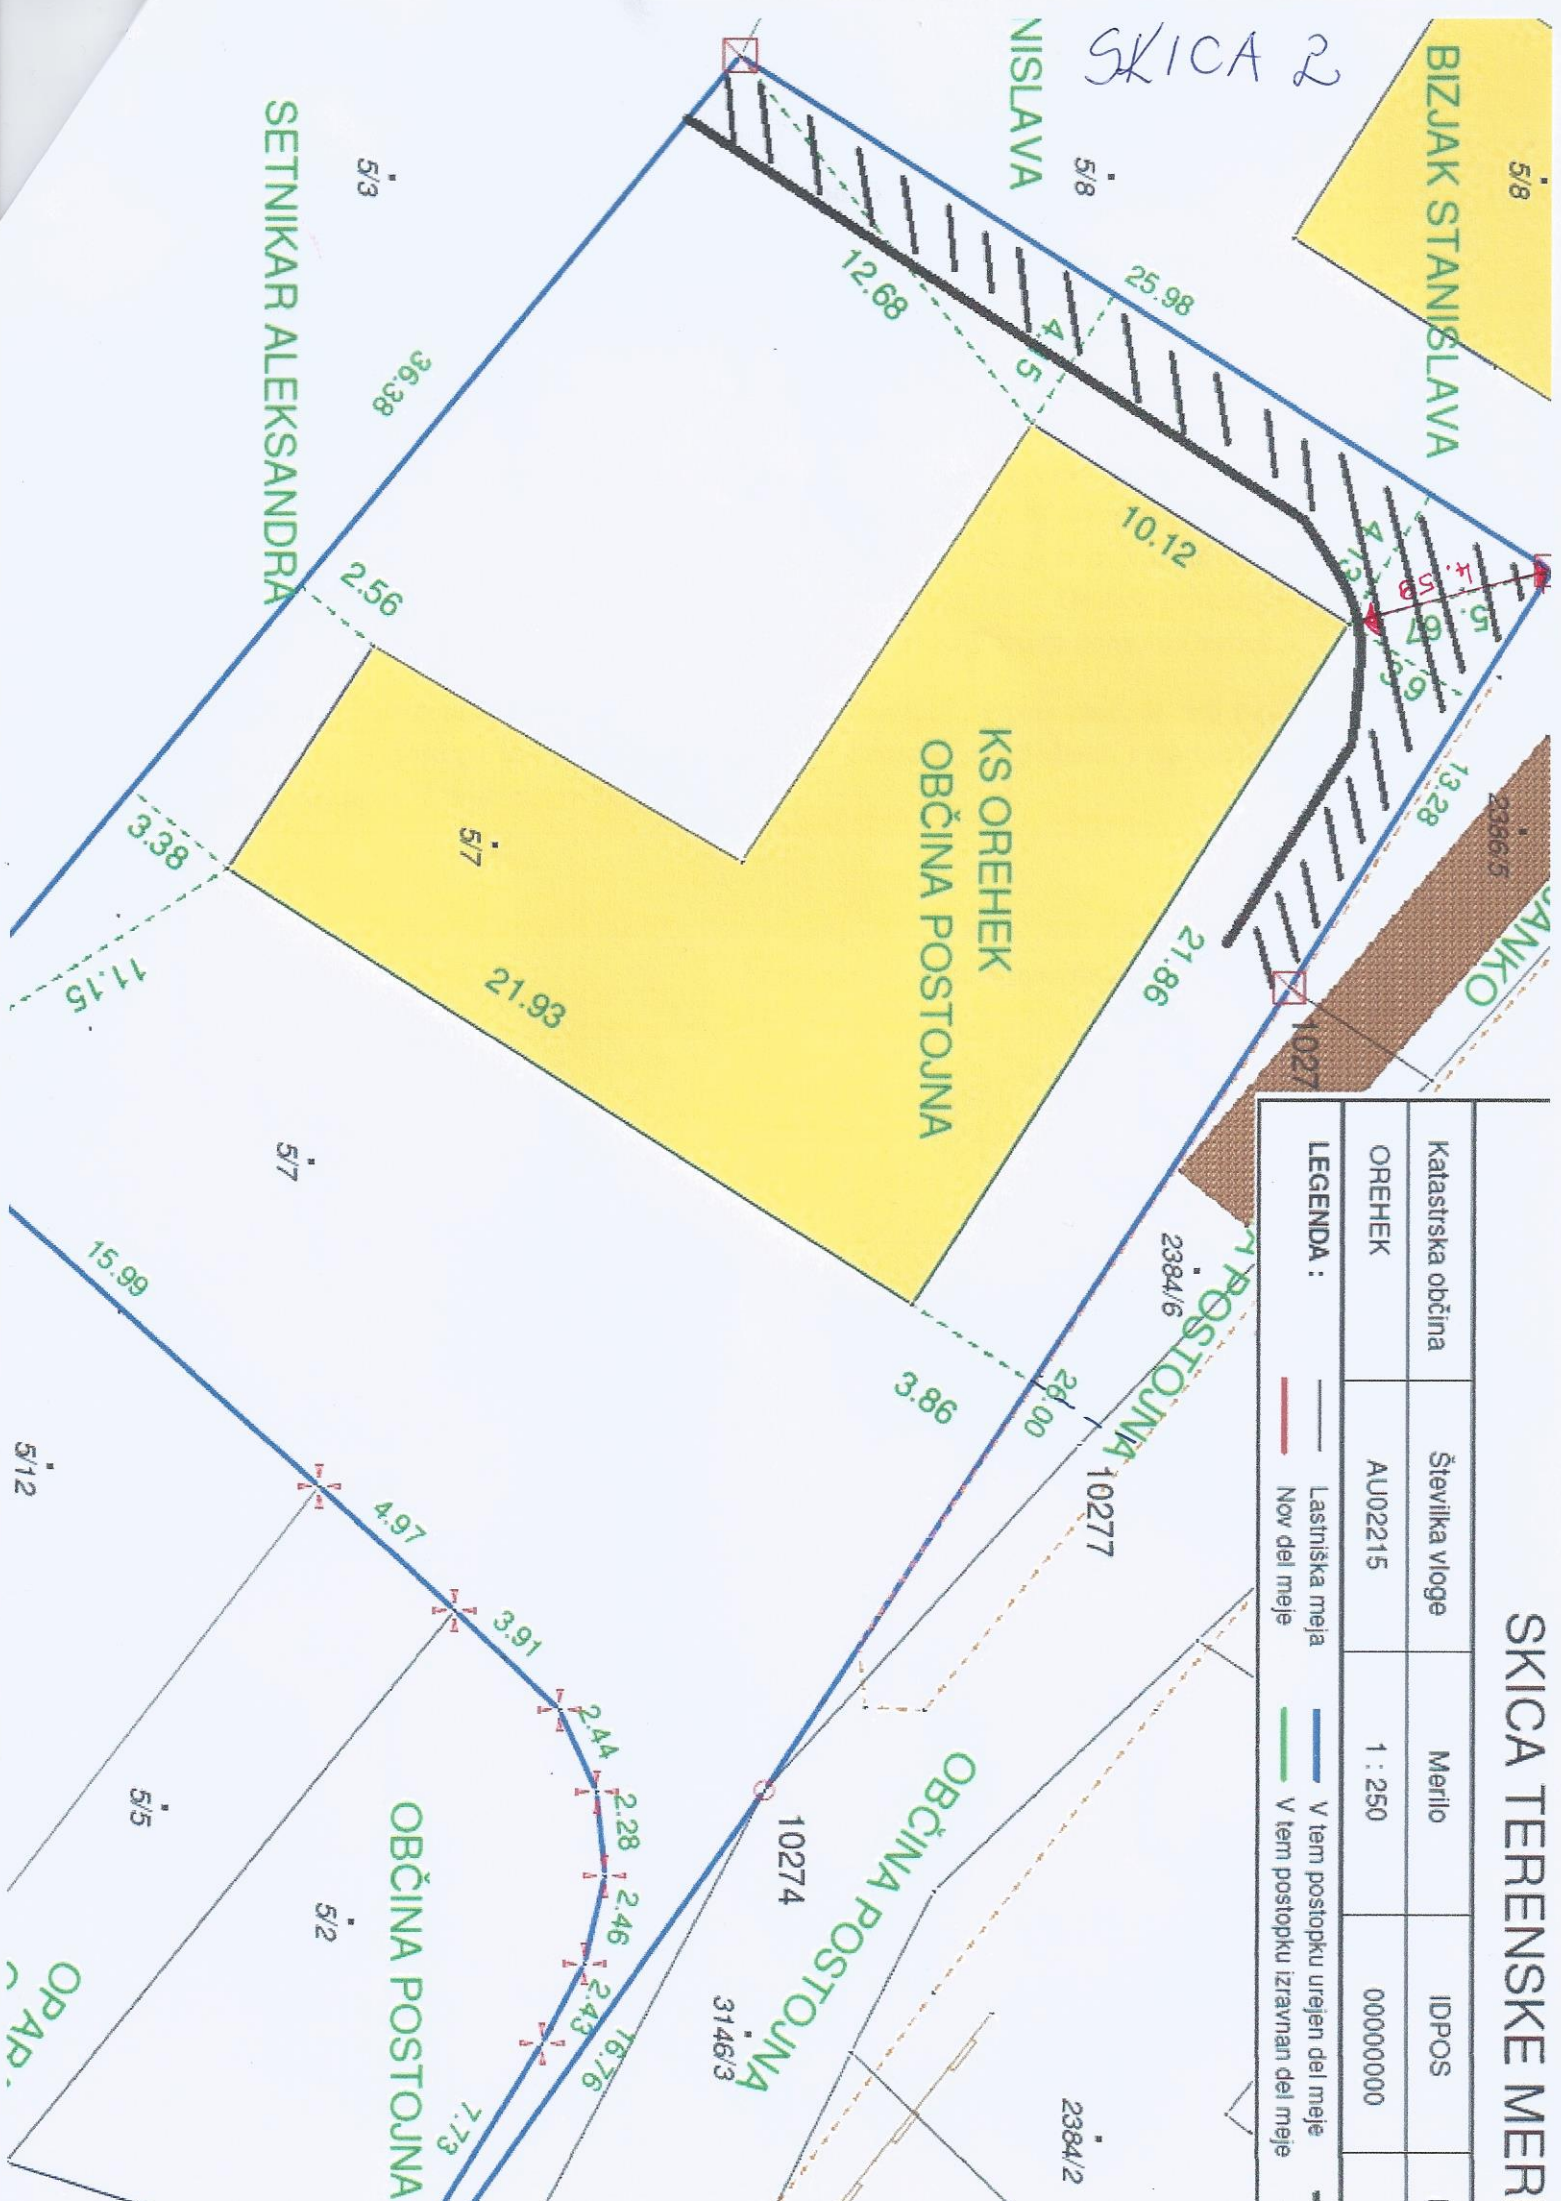 SKICA 2
SKICA TERENSKE MER
Katastrska občina
Številka vloge
Merilo
IDPOS
OREHEK
AU02215
1 : 250
00000000
LEGENDA :
Lastniška meja
V tem postopku urejen del meje
Nov del meje
V tem postopku izravnan del meje
5/8
BIZJAK STANISLAVA
NISLAVA
5/8
5/3
SETNIKAR ALEKSANDRA
25.98
12.68
36.38
10.12
2.56
13.28
2386/5
ANKO
KS OREHEK
OBČINA POSTOJNA
21.86
5/7
3.38
11.15
21.93
1027
5/7
2384/6
POSTOJNA
3.86
26.00
10277
15.99
5/12
4.97
3.91
2.44
2.28
2.46
2.43
16.76
7.73
10274
OBČINA POSTOJNA
3146/3
2384/2
5/5
5/2
OBČINA POSTOJNA
OPAR